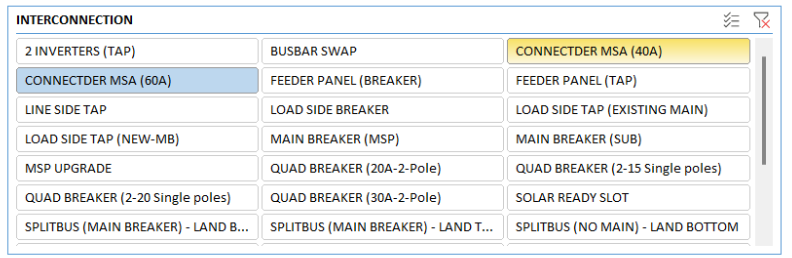 INTERCONNECTION
2 INVERTERS (TAP) BUSBAR SWAP CONNECTDER MSA (40A)
CONNECTDER MSA (60A) FEEDER PANEL (BREAKER) FEEDER PANEL (TAP)
LINE SIDE TAP LOAD SIDE BREAKER LOAD SIDE TAP (EXISTING MAIN)
LOAD SIDE TAP (NEW-MB) MAIN BREAKER (MSP) MAIN BREAKER (SUB)
MSP UPGRADE QUAD BREAKER (20A-2-Pole) QUAD BREAKER (2-15 Single poles)
QUAD BREAKER (2-20 Single poles) QUAD BREAKER (30A-2-Pole) SOLAR READY SLOT
SPLITBUS (MAIN BREAKER) - LAND B... SPLITBUS (MAIN BREAKER) - LAND T... SPLITBUS (NO MAIN) - LAND BOTTOM